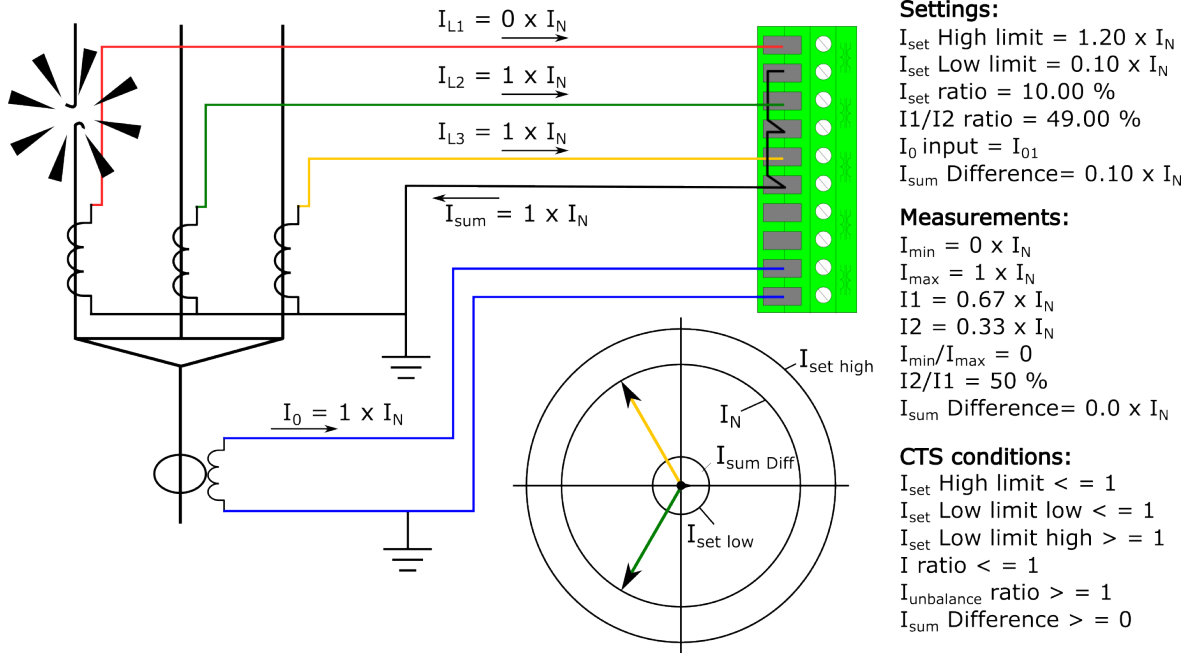 I_L1 = 0 x I_N
I_L2 = 1 x I_N
I_L3 = 1 x I_N
I_sum = 1 x I_N
I_0 = 1 x I_N
I_set high
I_N
I_sum Diff
I_set low
Settings:
I_set High limit = 1.20 x I_N
I_set Low limit = 0.10 x I_N
I_set ratio = 10.00 %
I1/I2 ratio = 49.00 %
I_0 input = I_01
I_sum Difference= 0.10 x I_N
Measurements:
I_min = 0 x I_N
I_max = 1 x I_N
I1 = 0.67 x I_N
I2 = 0.33 x I_N
I_min/I_max = 0
I2/I1 = 50 %
I_sum Difference= 0.0 x I_N
CTS conditions:
I_set High limit < = 1
I_set Low limit low < = 1
I_set Low limit high > = 1
I ratio < = 1
I_unbalance ratio > = 1
I_sum Difference > = 0